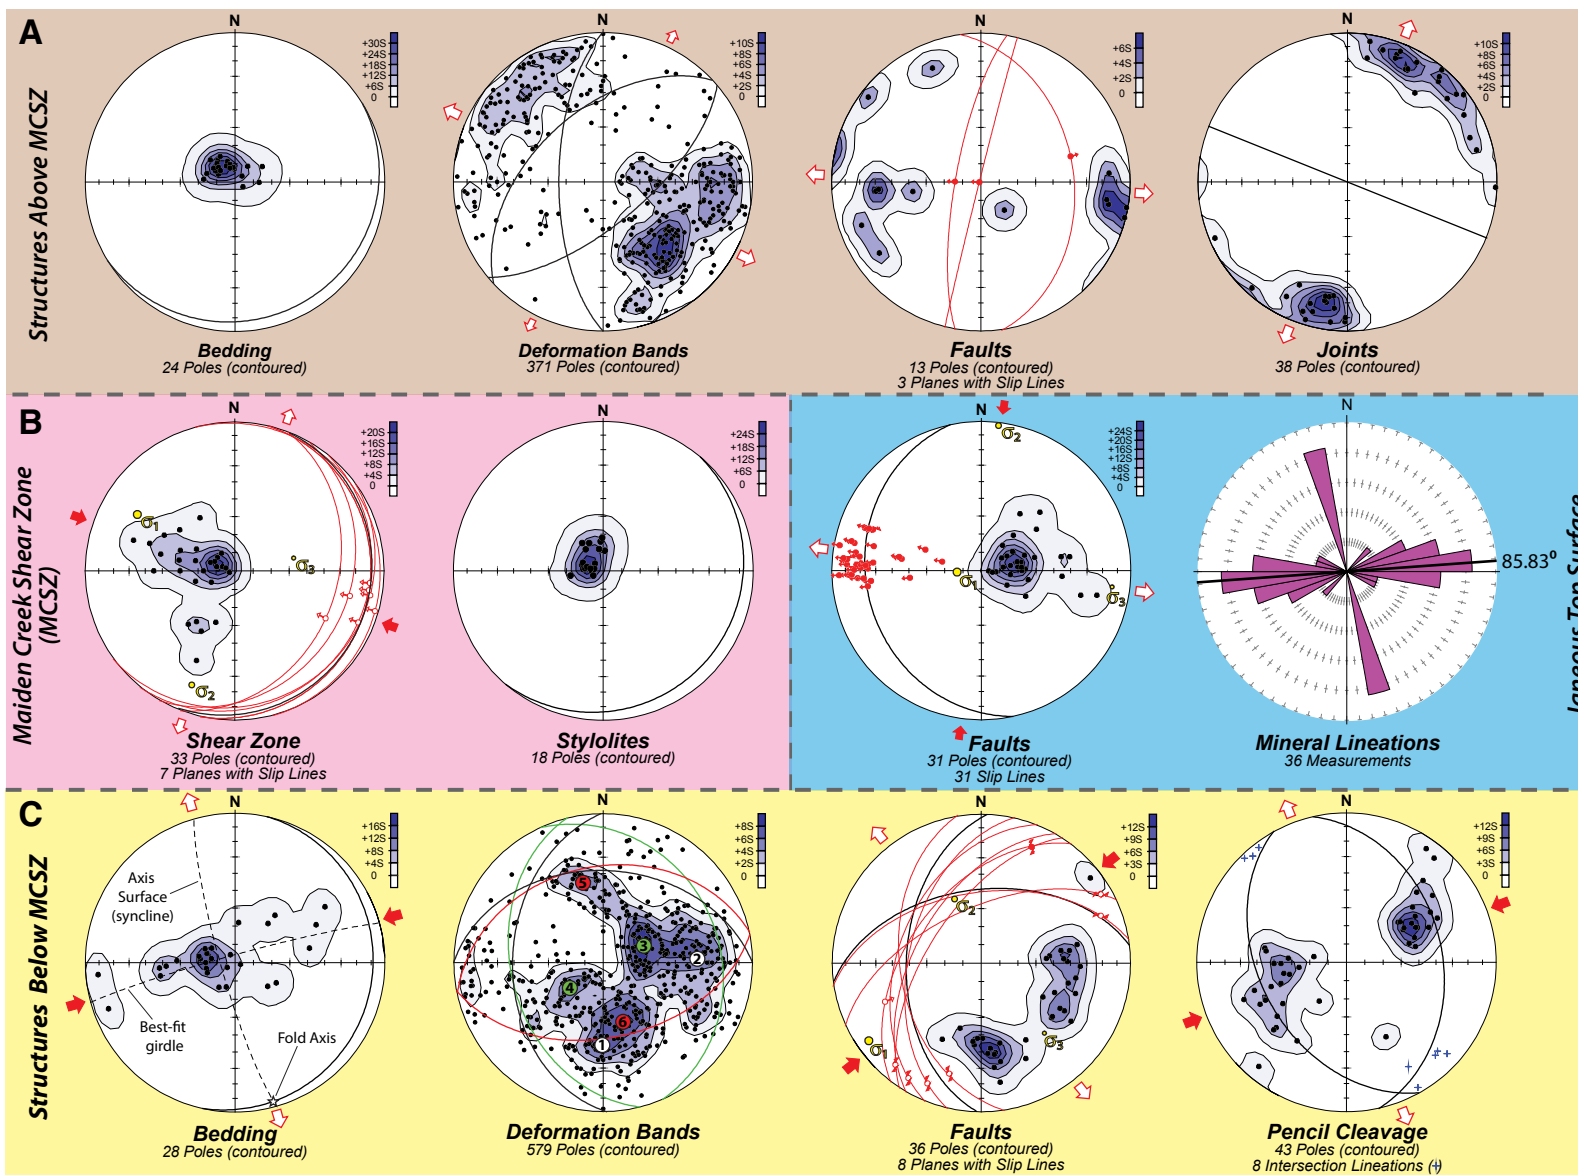 A
Structures Above MCSZ
N
+30S
+24S
+18S
+12S
+6S
0
Bedding
24 Poles (contoured)
+10S
+8S
+6S
+4S
+2S
0
Deformation Bands
371 Poles (contoured)
N
N
+6S
+4S
+2S
0
Faults
13 Poles (contoured)
3 Planes with Slip Lines
N
+10S
+8S
+6S
+4S
+2S
0
Joints
38 Poles (contoured)
B
Maiden Creek Shear Zone
(MCSZ)
N
+20S
+16S
+12S
+8S
+4S
0
σ1
σ2
σ3
Shear Zone
33 Poles (contoured)
7 Planes with Slip Lines
N
+24S
+18S
+12S
+6S
0
Stylolites
18 Poles (contoured)
N
+24S
+20S
+16S
+12S
+8S
+4S
0
σ2
σ1
σ3
Faults
31 Poles (contoured)
31 Slip Lines
N
85.83°
Mineral Lineations
36 Measurements
Top Surface
C
Structures Below MCSZ
N
+16S
+12S
+8S
+4S
0
Axis
Surface
(syncline)
Best-fit
girdle
Fold Axis
Bedding
28 Poles (contoured)
N
+8S
+6S
+4S
+2S
0
5
3
2
4
6
1
Deformation Bands
579 Poles (contoured)
N
+12S
+9S
+6S
+3S
0
σ2
σ1
σ3
Faults
36 Poles (contoured)
8 Planes with Slip Lines
N
+12S
+9S
+6S
+3S
0
Pencil Cleavage
43 Poles (contoured)
8 Intersection Lineations (+)